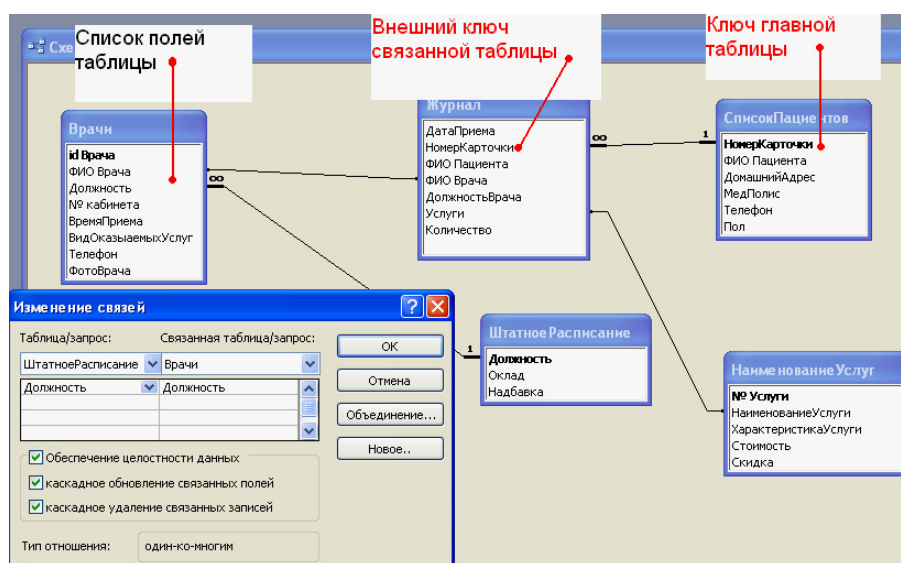 Список полей
таблицы
Внешний ключ
связанной таблицы
Ключ главной
таблицы
Схе
Врачи
id Врача
ФИО Врача
Должность
№ кабинета
ВремяПриема
ВидОказыаемыхУслуг
Телефон
ФотоВрача
∞
Журнал
ДатаПриема
НомерКарточки
ФИО Пациента
ФИО Врача
ДолжностьВрача
Услуги
Количество
∞
1
СписокПациентов
НомерКарточки
ФИО Пациента
ДомашнийАдрес
МедПолис
Телефон
Пол
1
ШтатноеРасписание
Должность
Оклад
Надбавка
НаименованиеУслуг
№ Услуги
НаименованиеУслуги
ХарактеристикаУслуги
Стоимость
Скидка
Изменение связей
Таблица/запрос: Связанная таблица/запрос:
ШтатноеРасписание Врачи
Должность Должность
Обеспечение целостности данных
каскадное обновление связанных полей
каскадное удаление связанных записей
Тип отношения: один-ко-многим
ОК
Отмена
Объединение...
Новое..